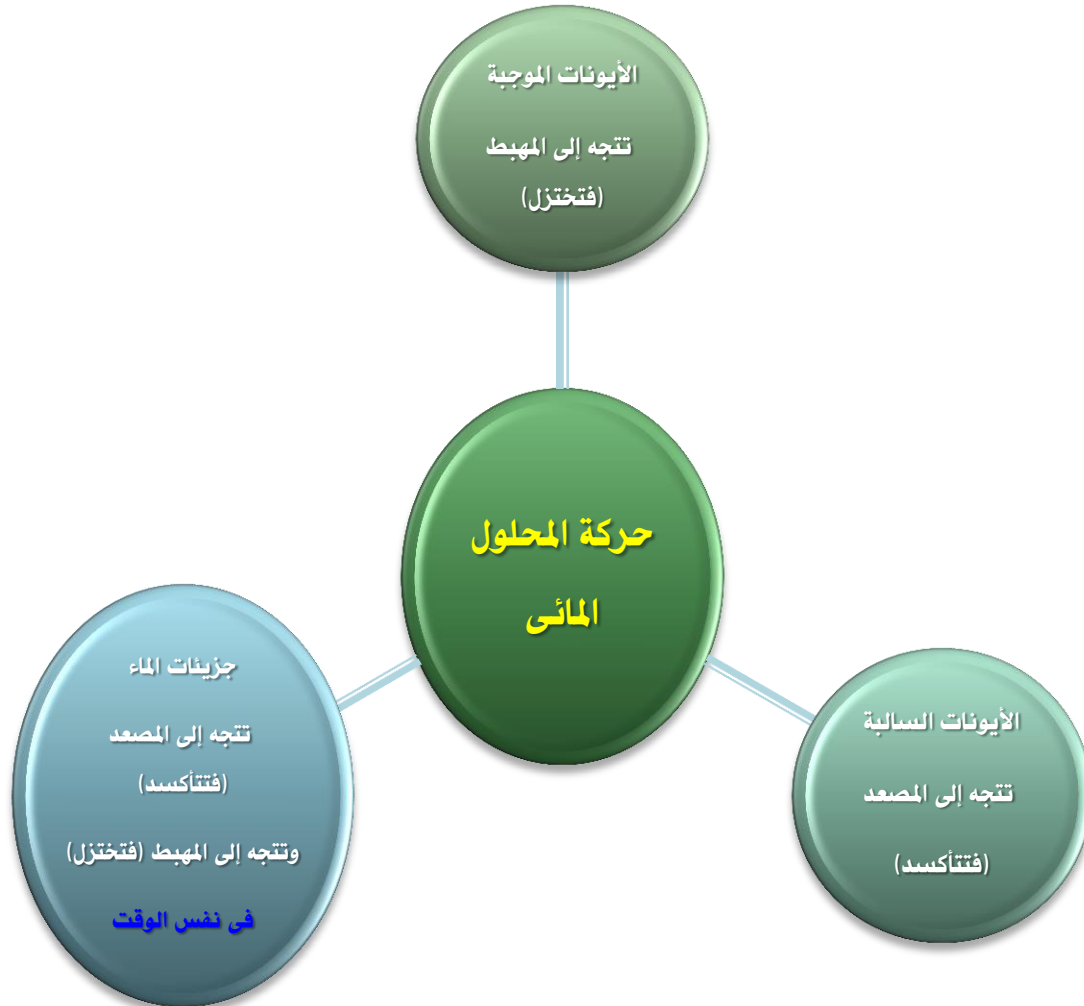 الأيونات الموجبة
تتجه إلى المهبط
(فتختزل)
حركة المحلول
المائى
جزيئات الماء
تتجه إلى المصعد
(فتتأكسد)
وتتجه إلى المهبط (فتختزل)
فى نفس الوقت
الأيونات السالبة
تتجه إلى المصعد
(فتتأكسد)